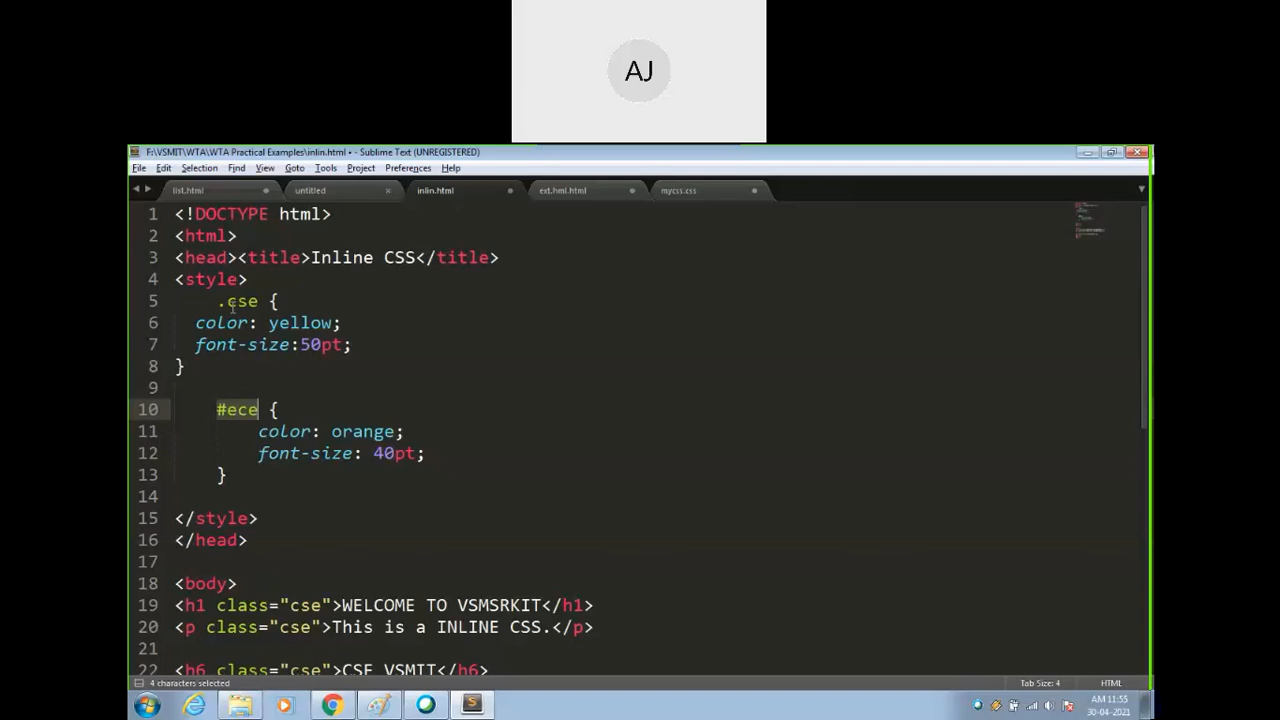 AJ
F:\VSMIT\WTA\WTA Practical Examples\inlin.html • - Sublime Text (UNREGISTERED)
File Edit Selection Find View Goto Tools Project Preferences Help
list.html untitled inlin.html ext.hml.html mycss.css
1 <!DOCTYPE html>
2 <html>
3 <head><title>Inline CSS</title>
4 <style>
5 .cse {
6 color: yellow;
7 font-size:50pt;
8 }
9
10 #ece {
11 color: orange;
12 font-size: 40pt;
13 }
14
15 </style>
16 </head>
17
18 <body>
19 <h1 class="cse">WELCOME TO VSMSRKIT</h1>
20 <p class="cse">This is a INLINE CSS.</p>
21
22 <h6 class="cse">CSE VSMIT</h6>
4 characters selected Tab Size: 4 HTML
AM 11:55
30-04-2021